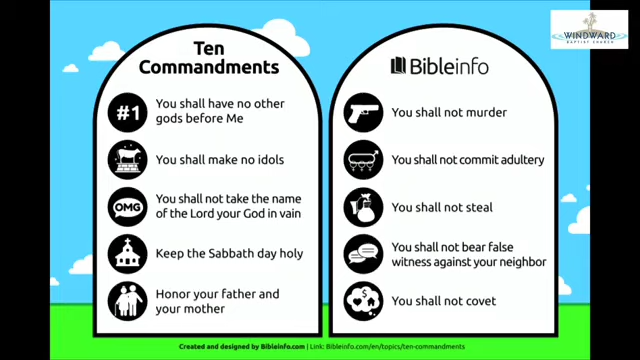 WINDWARD
BAPTIST CHURCH
Ten
Commandments
#1
You shall have no other
gods before Me
You shall make no idols
OMG
You shall not take the name
of the Lord your God in vain
Keep the Sabbath day holy
Honor your father and
your mother
Bibleinfo
You shall not murder
You shall not commit adultery
$
You shall not steal
You shall not bear false
witness against your neighbor
$
You shall not covet
Created and designed by Bibleinfo.com | Link: Bibleinfo.com/en/topics/ten-commandments